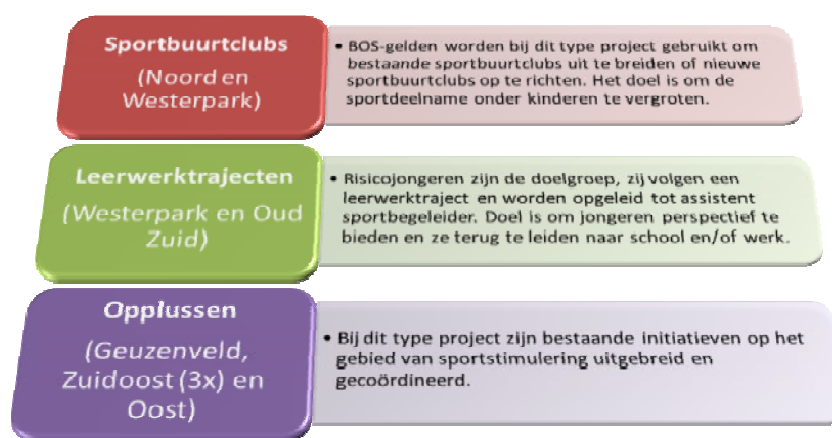 Sportbuurtclubs
(Noord en
Westerpark)
• BOS-gelden worden bij dit type project gebruikt om
bestaande sportbuurtclubs uit te breiden of nieuwe
sportbuurtclubs op te richten. Het doel is om de
sportdeelname onder kinderen te vergroten.
Leerwerktrajecten
(Westerpark en Oud
Zuid)
• Risicojongeren zijn de doelgroep, zij volgen een
leerwerktraject en worden opgeleid tot assistent
sportbegeleider. Doel is om jongeren perspectief te
bieden en ze terug te leiden naar school en/of werk.
Opplussen
(Geuzenveld,
Zuidoost (3x) en
Oost)
• Bij dit type project zijn bestaande initiatieven op het
gebied van sportstimulering uitgebreid en
gecoördineerd.